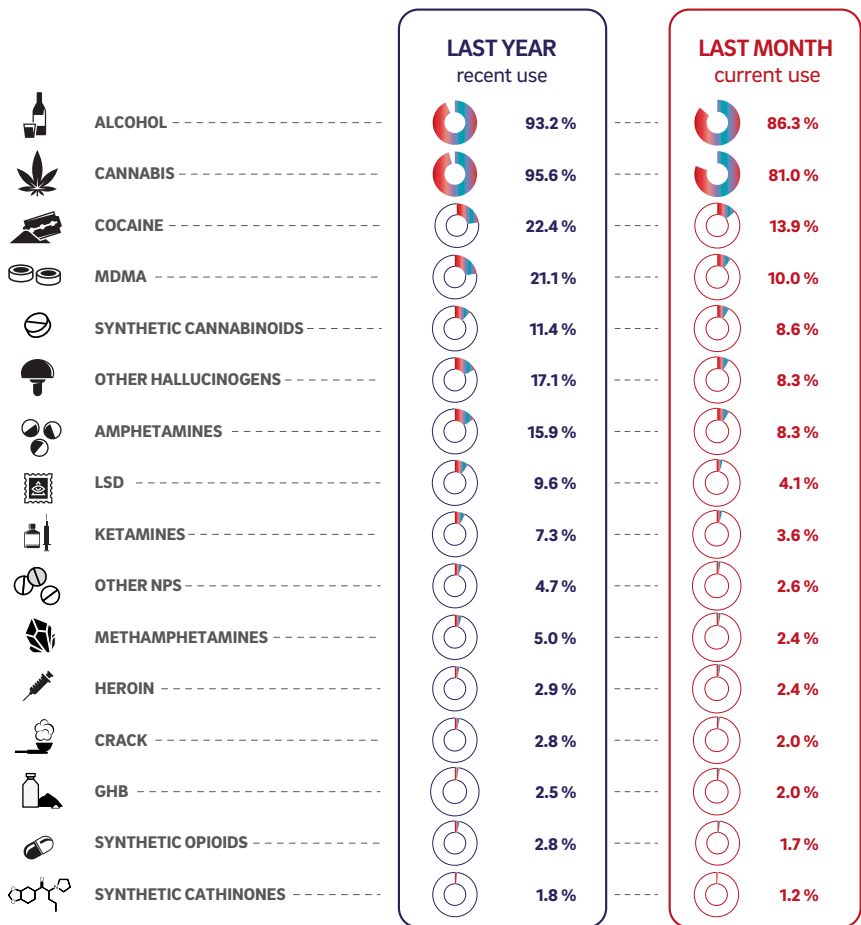 LAST YEAR LAST MONTH
recent use current use
ALCOHOL 93.2 % 86.3 %
CANNABIS 95.6 % 81.0 %
COCAINE 22.4 % 13.9 %
MDMA 21.1 % 10.0 %
SYNTHETIC CANNABINOIDS 11.4 % 8.6 %
OTHER HALLUCINOGENS 17.1 % 8.3 %
AMPHETAMINES 15.9 % 8.3 %
LSD 9.6 % 4.1 %
KETAMINES 7.3 % 3.6 %
OTHER NPS 4.7 % 2.6 %
METHAMPHETAMINES 5.0 % 2.4 %
HEROIN 2.9 % 2.4 %
CRACK 2.8 % 2.0 %
GHB 2.5 % 2.0 %
SYNTHETIC OPIOIDS 2.8 % 1.7 %
SYNTHETIC CATHINONES 1.8 % 1.2 %